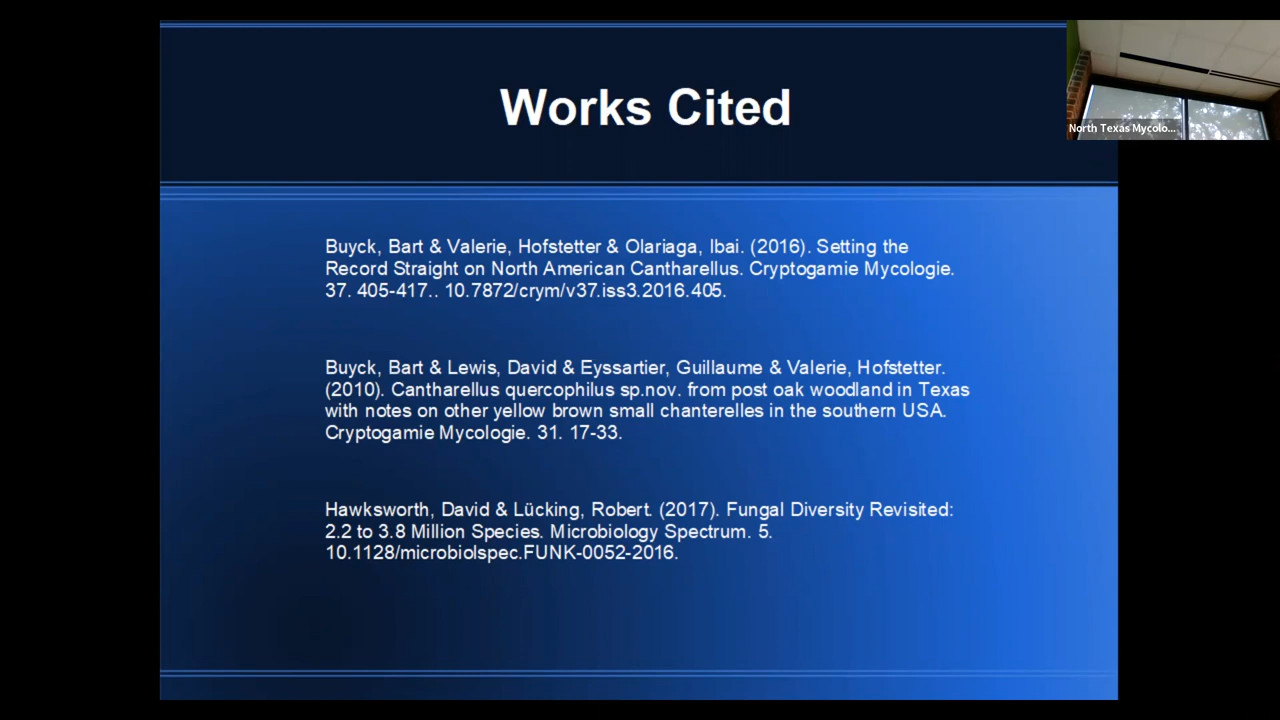 Works Cited
North Texas Mycolo...
Buyck, Bart & Valerie, Hofstetter & Olariaga, Ibai. (2016). Setting the
Record Straight on North American Cantharellus. Cryptogamie Mycologie.
37. 405-417.. 10.7872/crym/v37.iss3.2016.405.
Buyck, Bart & Lewis, David & Eyssartier, Guillaume & Valerie, Hofstetter.
(2010). Cantharellus quercophilus sp.nov. from post oak woodland in Texas
with notes on other yellow brown small chanterelles in the southern USA.
Cryptogamie Mycologie. 31. 17-33.
Hawksworth, David & Lücking, Robert. (2017). Fungal Diversity Revisited:
2.2 to 3.8 Million Species. Microbiology Spectrum. 5.
10.1128/microbiolspec.FUNK-0052-2016.